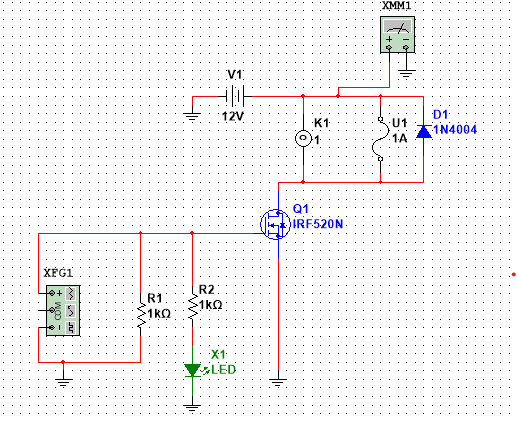 XMM1
V1
12V
K1
1
U1
1A
D1
1N4004
Q1
IRF520N
XFG1
COM
R1
1kΩ
R2
1kΩ
X1
LED